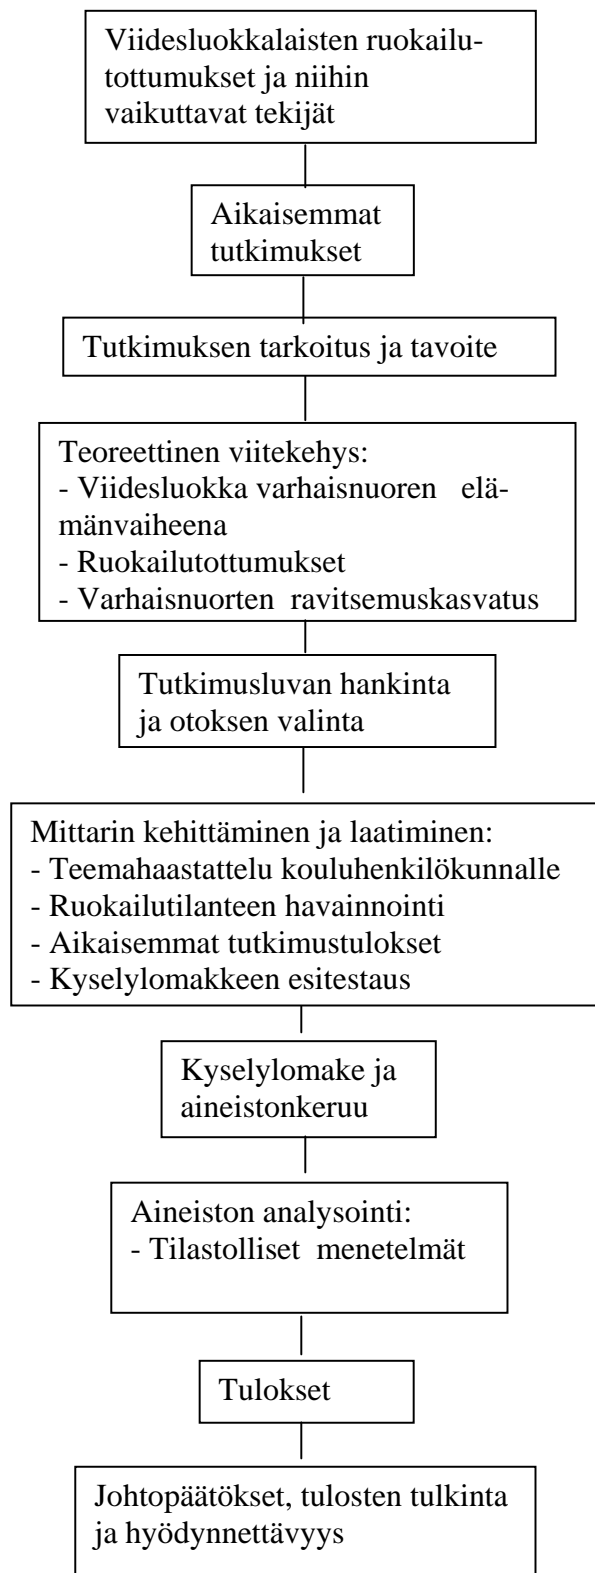 Viidesluokkalaisten ruokailu-
tottumukset ja niihin
vaikuttavat tekijät
Aikaisemmat
tutkimukset
Tutkimuksen tarkoitus ja tavoite
Teoreettinen viitekehys:
- Viidesluokka varhaisnuoren elä-
mänvaiheena
- Ruokailutottumukset
- Varhaisnuorten ravitsemuskasvatus
Tutkimusluvan hankinta
ja otoksen valinta
Mittarin kehittäminen ja laatiminen:
- Teemahaastattelu kouluhenkilökunnalle
- Ruokailutilanteen havainnointi
- Aikaisemmat tutkimustulokset
- Kyselylomakkeen esitestaus
Kyselylomake ja
aineistonkeruu
Aineiston analysointi:
- Tilastolliset menetelmät
Tulokset
Johtopäätökset, tulosten tulkinta
ja hyödynnettävyys